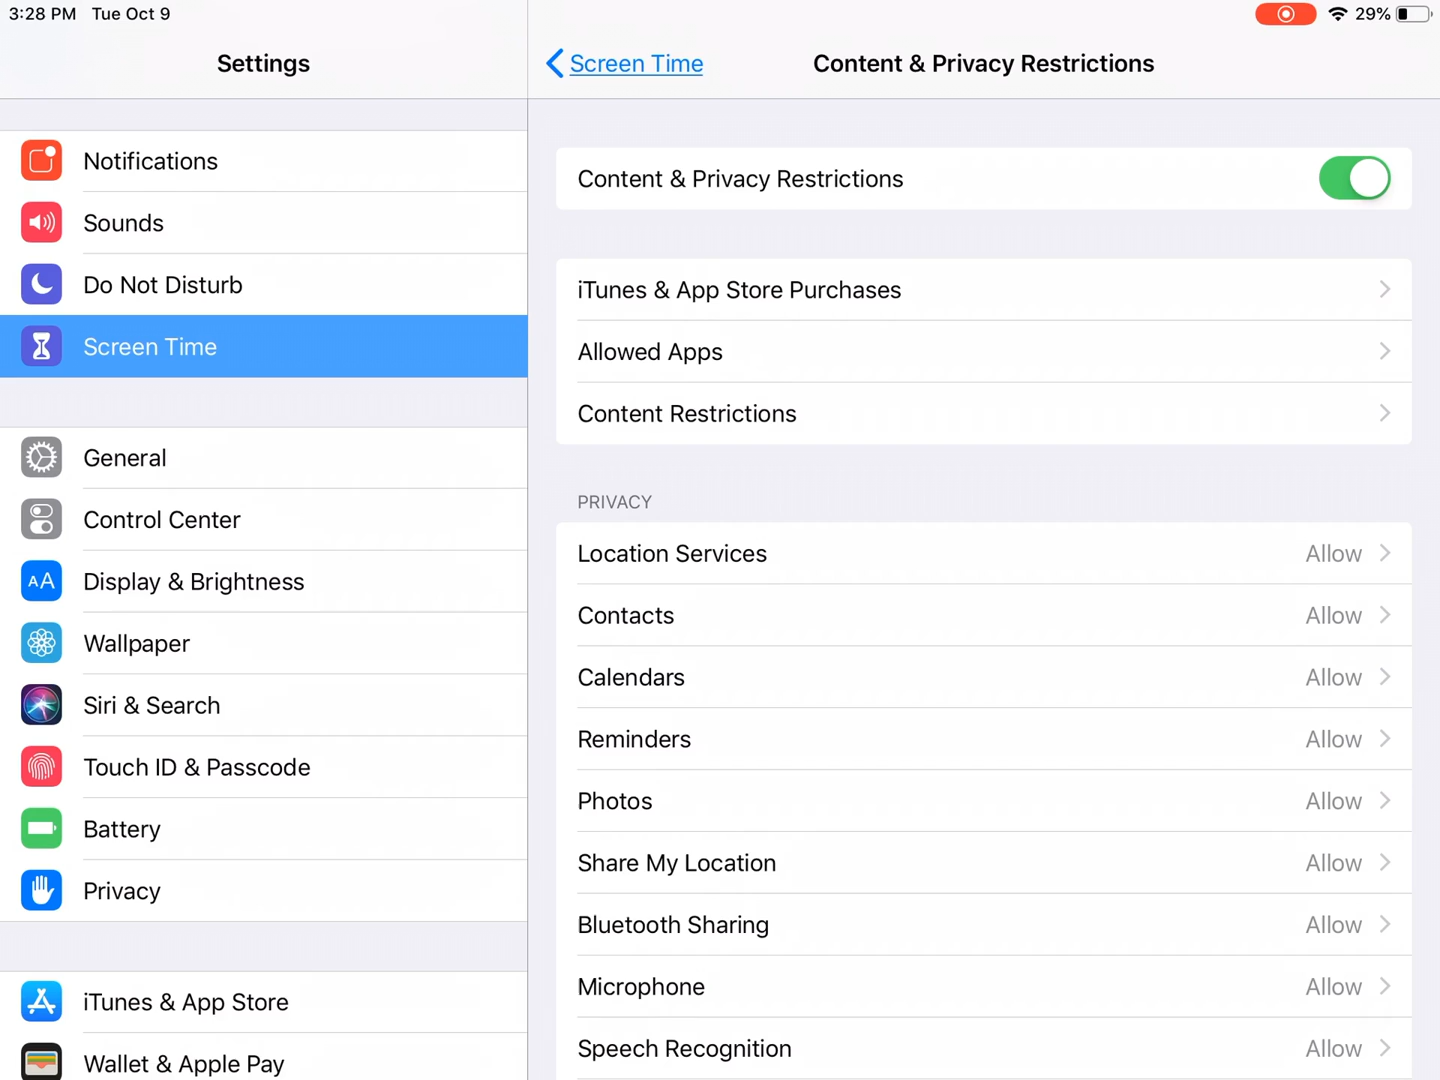 3:28 PM Tue Oct 9
29%
Settings
Screen Time
Content & Privacy Restrictions
Notifications
Sounds
Do Not Disturb
Screen Time
General
Control Center
AA
Display & Brightness
Wallpaper
Siri & Search
Touch ID & Passcode
Battery
Privacy
iTunes & App Store
Wallet & Apple Pay
Content & Privacy Restrictions
iTunes & App Store Purchases
Allowed Apps
Content Restrictions
PRIVACY
Location Services Allow
Contacts Allow
Calendars Allow
Reminders Allow
Photos Allow
Share My Location Allow
Bluetooth Sharing Allow
Microphone Allow
Speech Recognition Allow